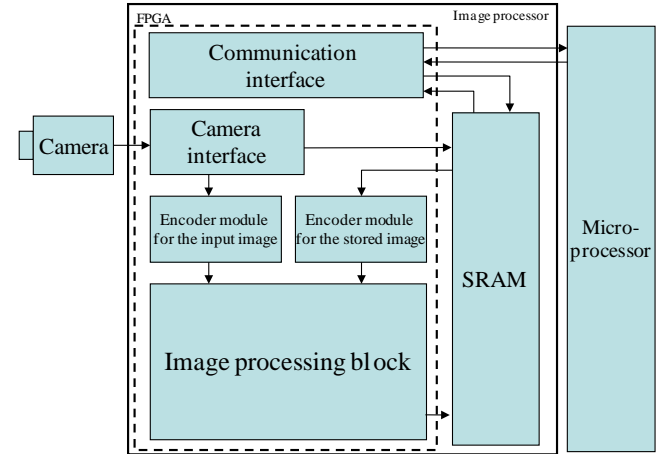 FPGA
Image processor
Communication
interface
Camera
Camera
interface
Encoder module
for the input image
Encoder module
for the stored image
SRAM
Micro-
processor
Image processing block